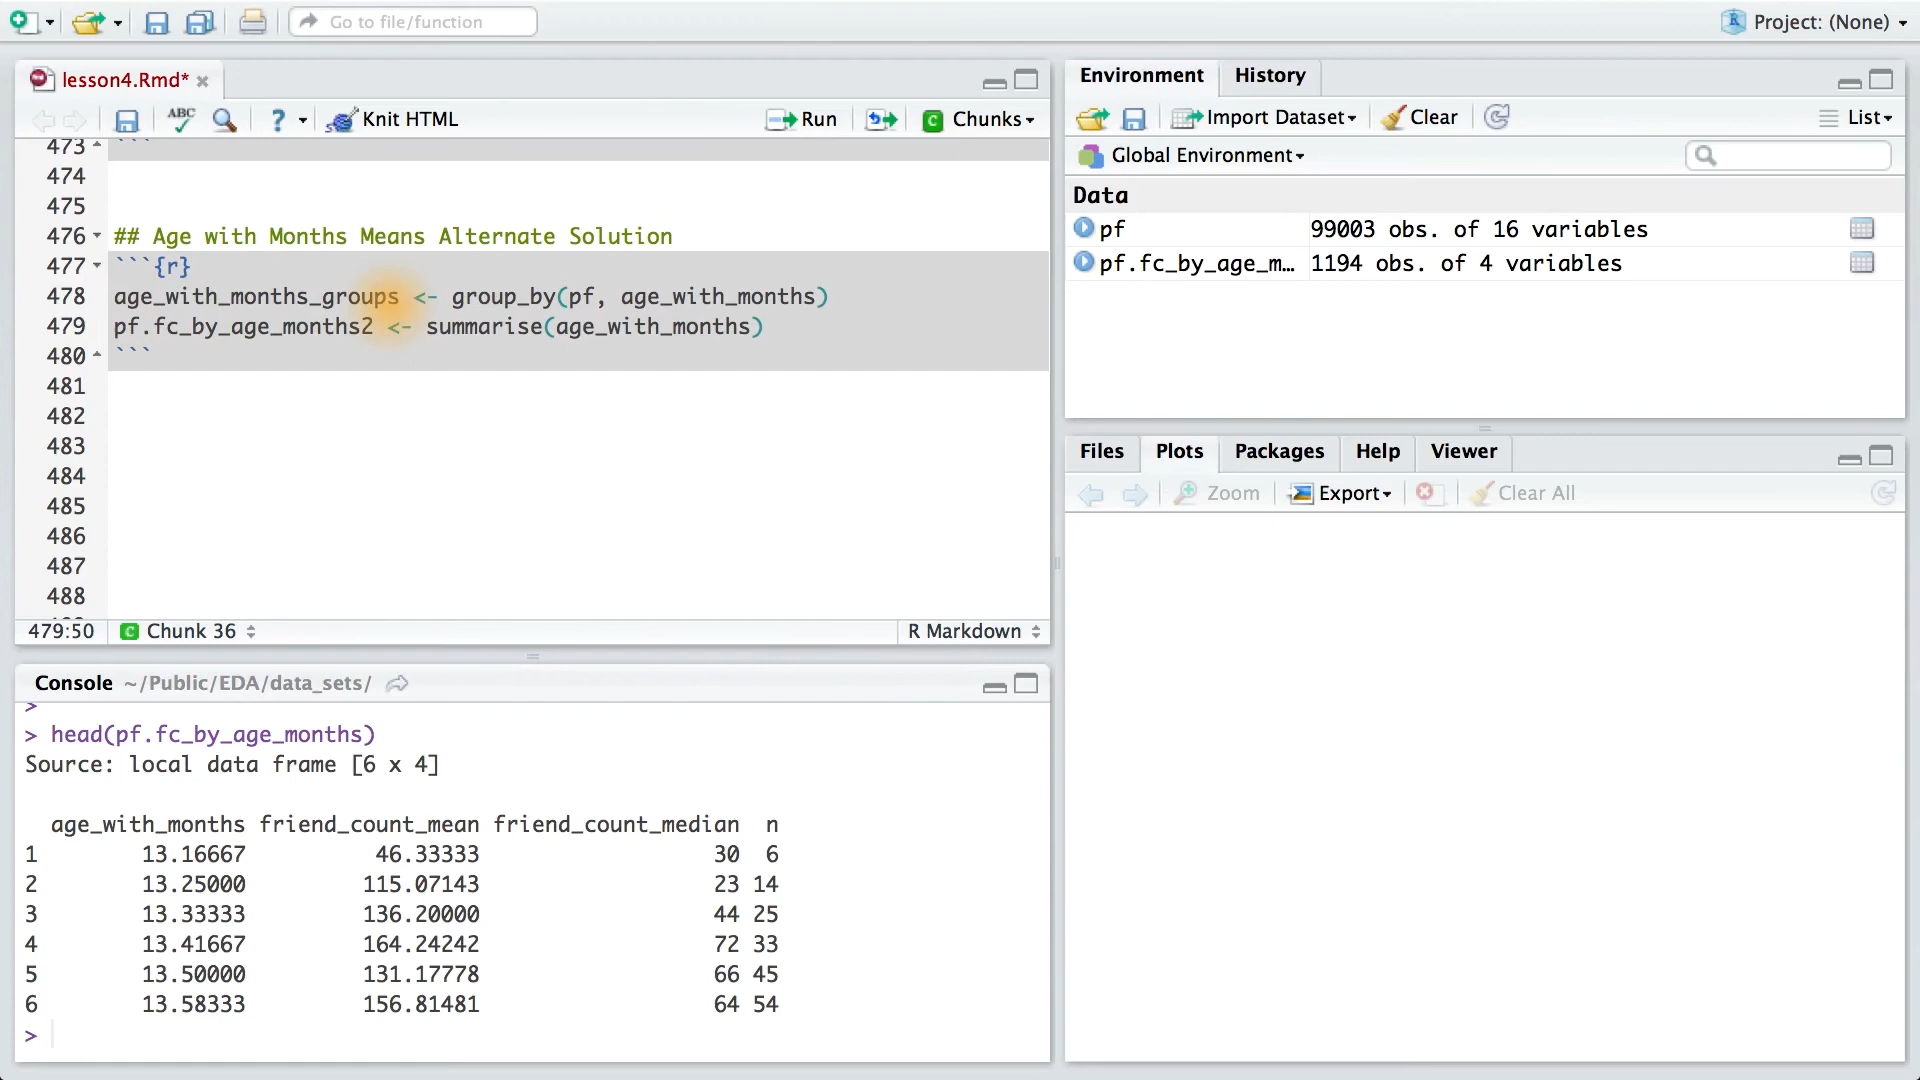 Go to file/function
Project: (None)
lesson4.Rmd*
ABC
? Knit HTML
Run
Chunks
473 ```
474
475
476 ## Age with Months Means Alternate Solution
477 ```{r}
478 age_with_months_groups <- group_by(pf, age_with_months)
479 pf.fc_by_age_months2 <- summarise(age_with_months)
480 ```
481
482
483
484
485
486
487
488
479:50
Chunk 36
R Markdown
Console ~/Public/EDA/data_sets/
>
> head(pf.fc_by_age_months)
Source: local data frame [6 x 4]
age_with_months friend_count_mean friend_count_median n
1 13.16667 46.33333 30 6
2 13.25000 115.07143 23 14
3 13.33333 136.20000 44 25
4 13.41667 164.24242 72 33
5 13.50000 131.17778 66 45
6 13.58333 156.81481 64 54
>
Environment History
Import Dataset Clear List
Global Environment
Data
pf 99003 obs. of 16 variables
pf.fc_by_age_m… 1194 obs. of 4 variables
Files Plots Packages Help Viewer
Zoom Export Clear All